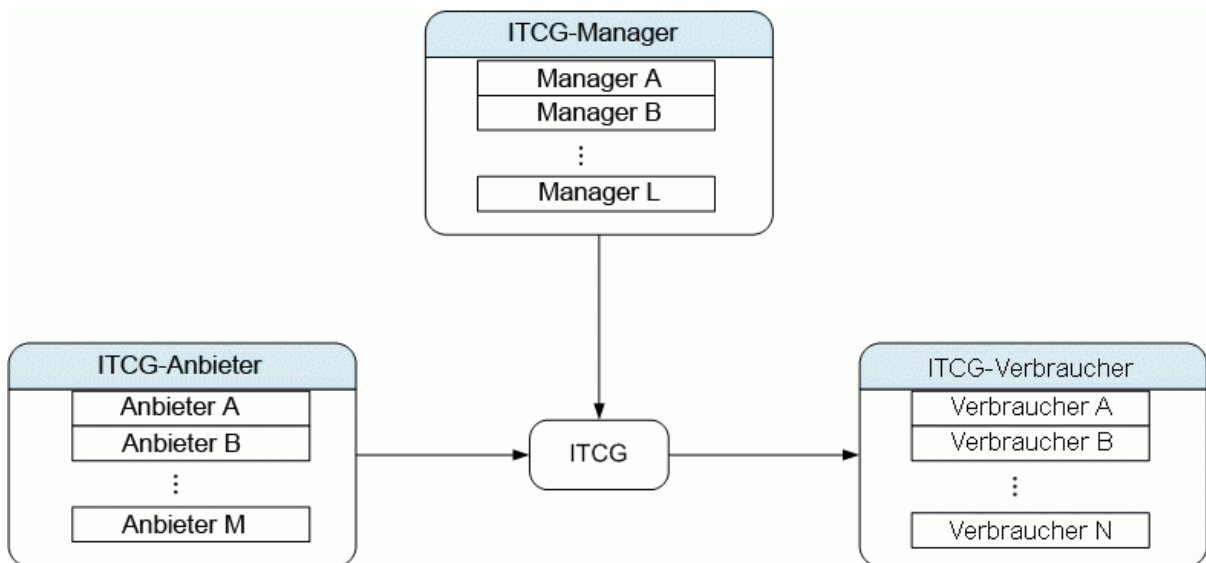 ITCG-Manager
Manager A
Manager B
⋮
Manager L
ITCG-Anbieter
Anbieter A
Anbieter B
⋮
Anbieter M
ITCG
ITCG-Verbraucher
Verbraucher A
Verbraucher B
⋮
Verbraucher N